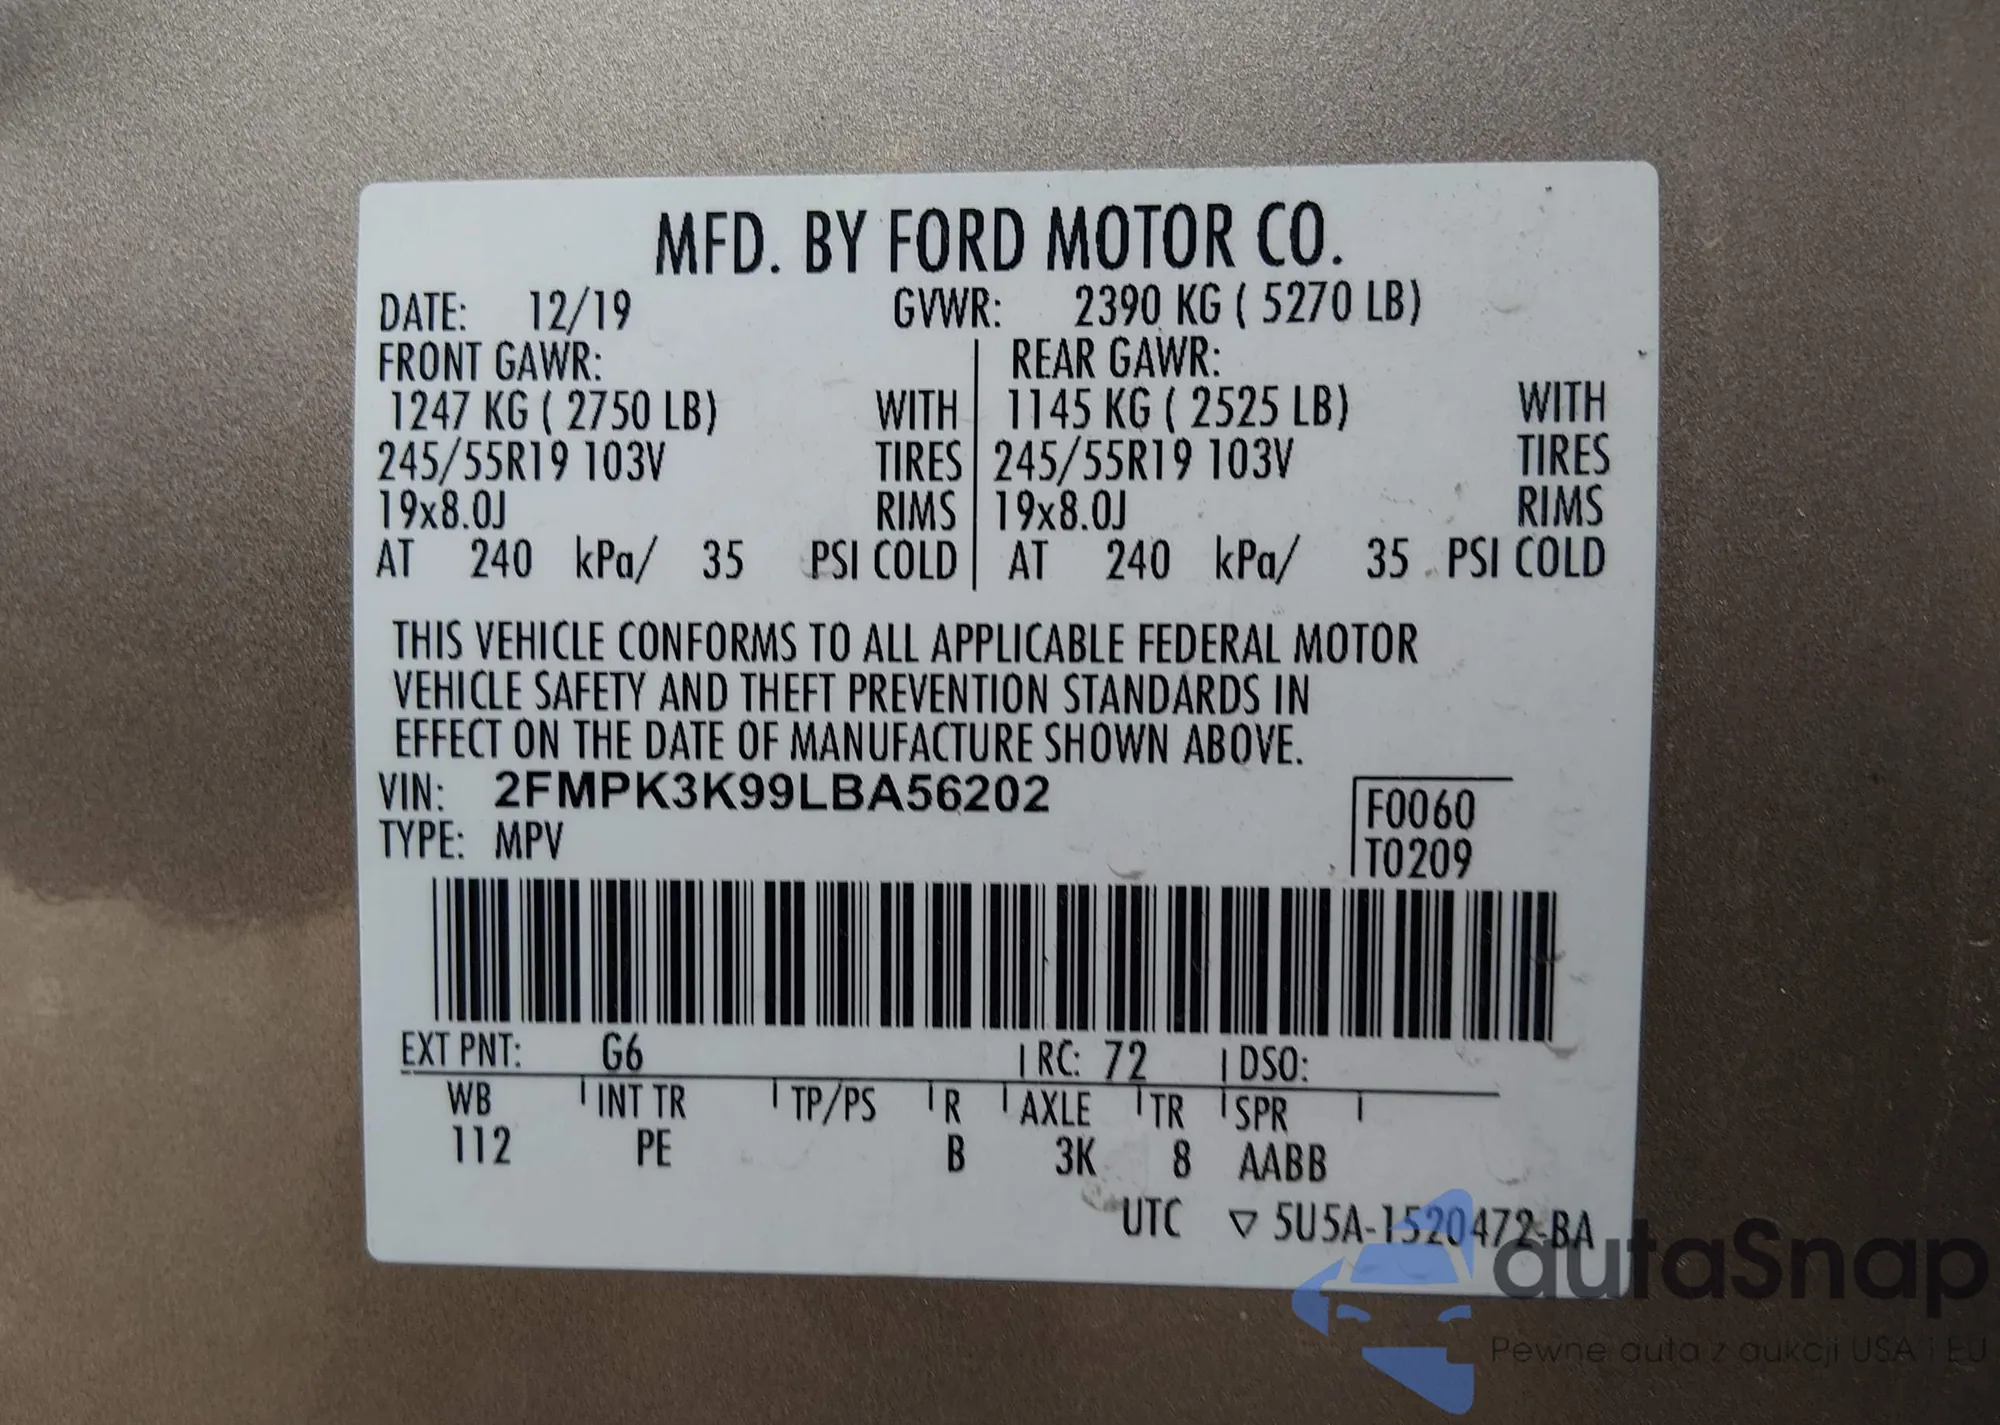 MFD. BY FORD MOTOR CO.
DATE: 12/19 GVWR: 2390 KG ( 5270 LB)
FRONT GAWR: REAR GAWR:
1247 KG ( 2750 LB) WITH 1145 KG ( 2525 LB) WITH
245/55R19 103V TIRES 245/55R19 103V TIRES
19x8.0J RIMS 19x8.0J RIMS
AT 240 kPa/ 35 PSI COLD AT 240 kPa/ 35 PSI COLD
THIS VEHICLE CONFORMS TO ALL APPLICABLE FEDERAL MOTOR
VEHICLE SAFETY AND THEFT PREVENTION STANDARDS IN
EFFECT ON THE DATE OF MANUFACTURE SHOWN ABOVE.
VIN: 2FMPK3K99LBA56202
TYPE: MPV
F0060
T0209
EXT PNT: G6 RC: 72 DSO:
WB INT TR TP/PS R AXLE TR SPR
112 PE B 3K 8 AABB
UTC ▽ 5U5A-1520472-BA
autaSnap
Pewne auta z aukcji USA i EU